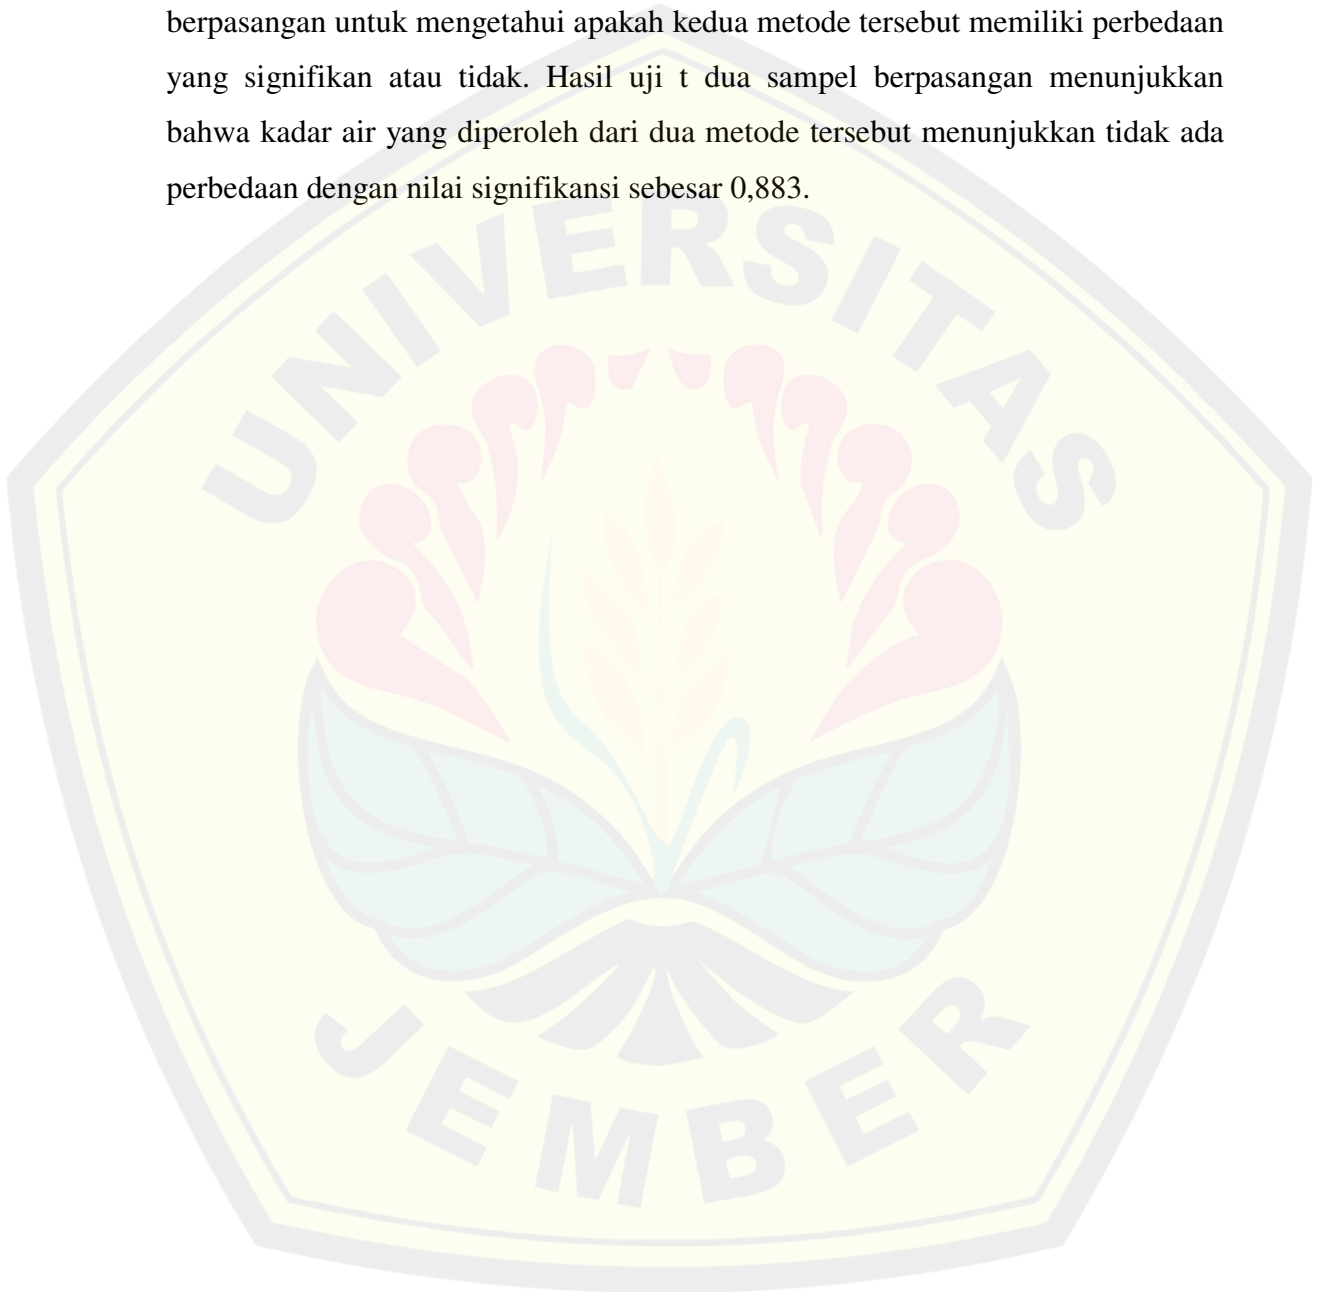 berpasangan untuk mengetahui apakah kedua metode tersebut memiliki perbedaan
yang signifikan atau tidak. Hasil uji t dua sampel berpasangan menunjukkan
bahwa kadar air yang diperoleh dari dua metode tersebut menunjukkan tidak ada
perbedaan dengan nilai signifikansi sebesar 0,883.
UNIVERSITAS
JEMBER